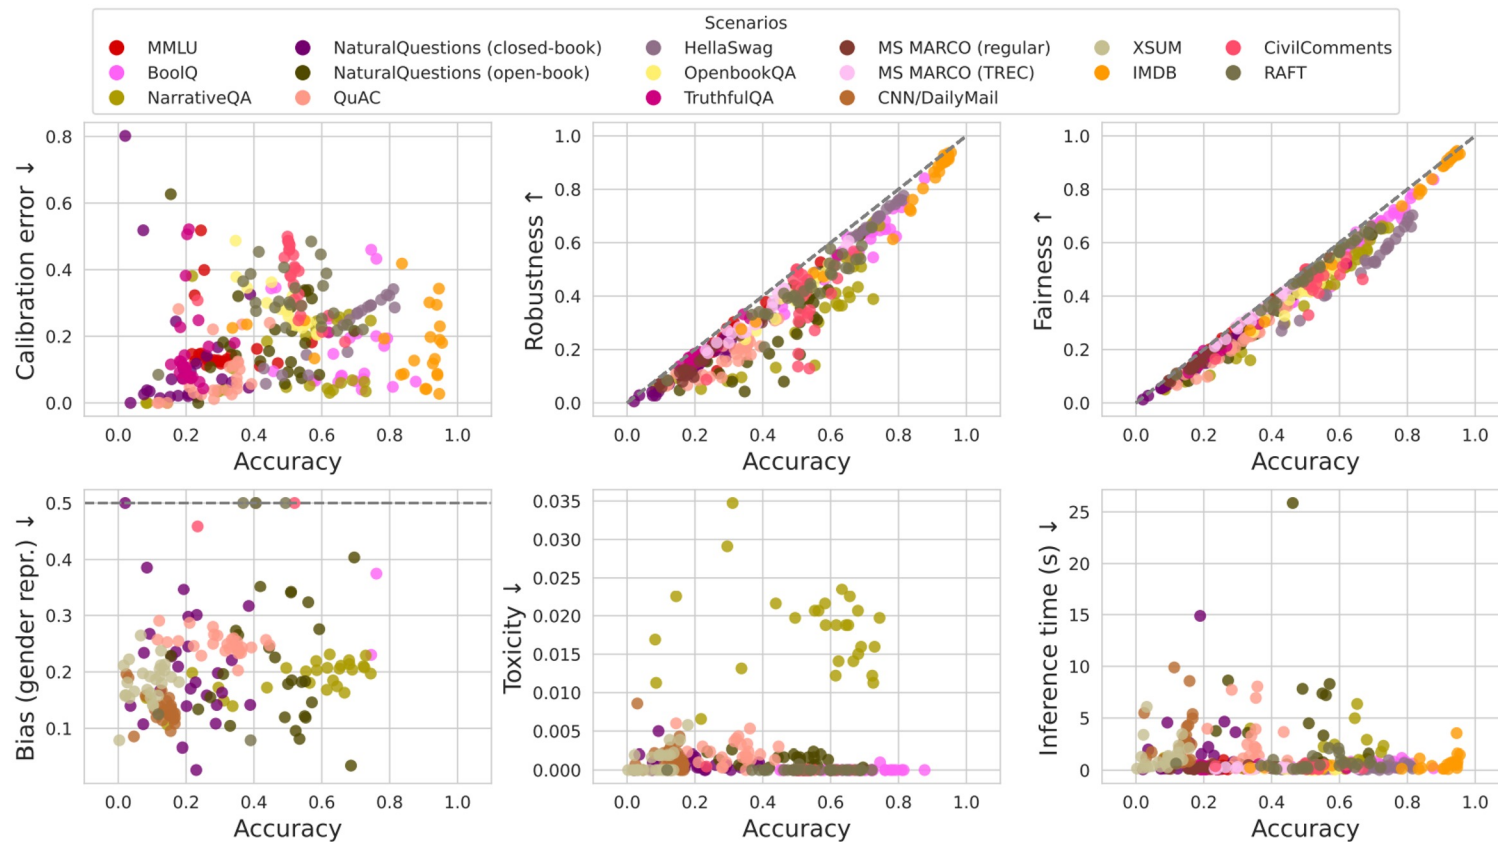 Scenarios
MMLU NaturalQuestions (closed-book) HellaSwag MS MARCO (regular) XSUM CivilComments
BoolQ NaturalQuestions (open-book) OpenbookQA MS MARCO (TREC) IMDB RAFT
NarrativeQA QuAC TruthfulQA CNN/DailyMail
Calibration error ↓
0.8
0.6
0.4
0.2
0.0
0.0 0.2 0.4 0.6 0.8 1.0
Accuracy
Robustness ↑
1.0
0.8
0.6
0.4
0.2
0.0
0.0 0.2 0.4 0.6 0.8 1.0
Accuracy
Fairness ↑
1.0
0.8
0.6
0.4
0.2
0.0
0.0 0.2 0.4 0.6 0.8 1.0
Accuracy
Bias (gender repr.) ↓
0.5
0.4
0.3
0.2
0.1
0.0 0.2 0.4 0.6 0.8 1.0
Accuracy
Toxicity ↓
0.035
0.030
0.025
0.020
0.015
0.010
0.005
0.000
0.0 0.2 0.4 0.6 0.8 1.0
Accuracy
Inference time (s) ↓
25
20
15
10
5
0
0.0 0.2 0.4 0.6 0.8 1.0
Accuracy